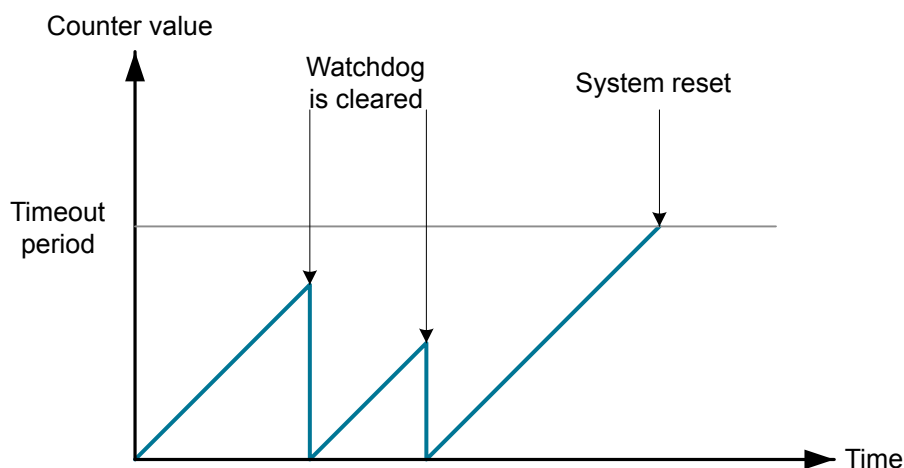 Counter value
Watchdog
is cleared
System reset
Timeout
period
Time